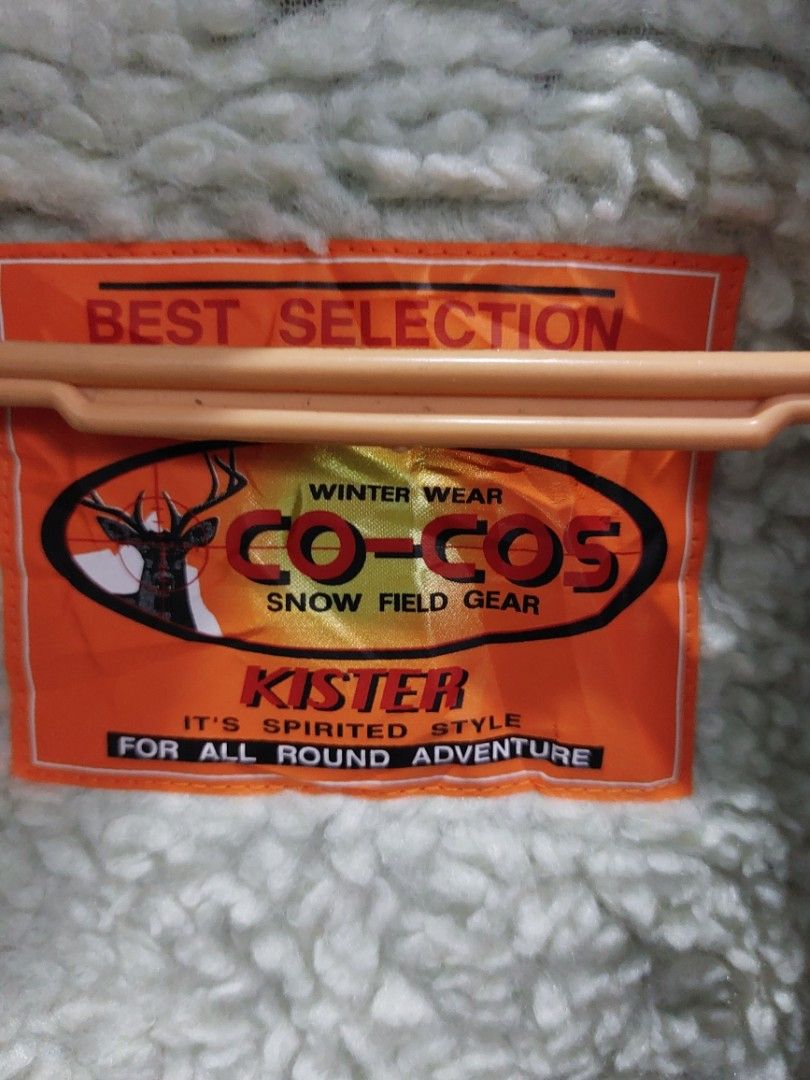 BEST SELECTION
WINTER WEAR
CO-COS
SNOW FIELD GEAR
KISTER
IT'S SPIRITED STYLE
FOR ALL ROUND ADVENTURE